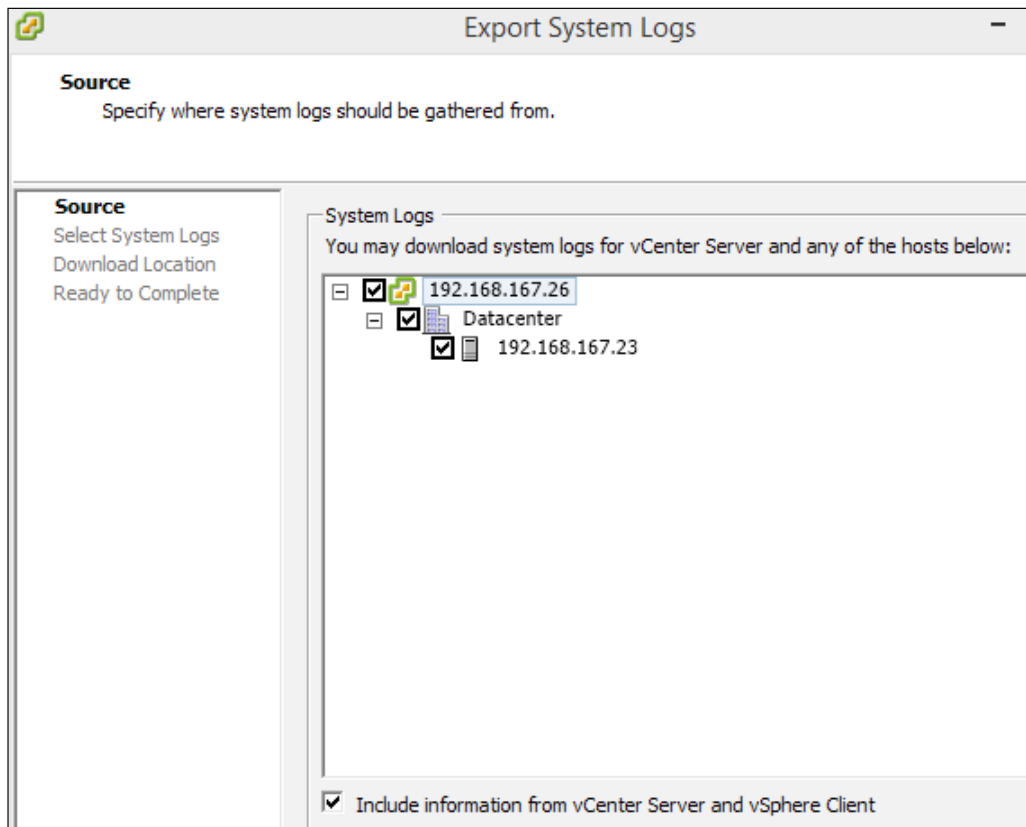 Export System Logs
Source
Specify where system logs should be gathered from.
Source
Select System Logs
Download Location
Ready to Complete
System Logs
You may download system logs for vCenter Server and any of the hosts below:
192.168.167.26
Datacenter
192.168.167.23
Include information from vCenter Server and vSphere Client